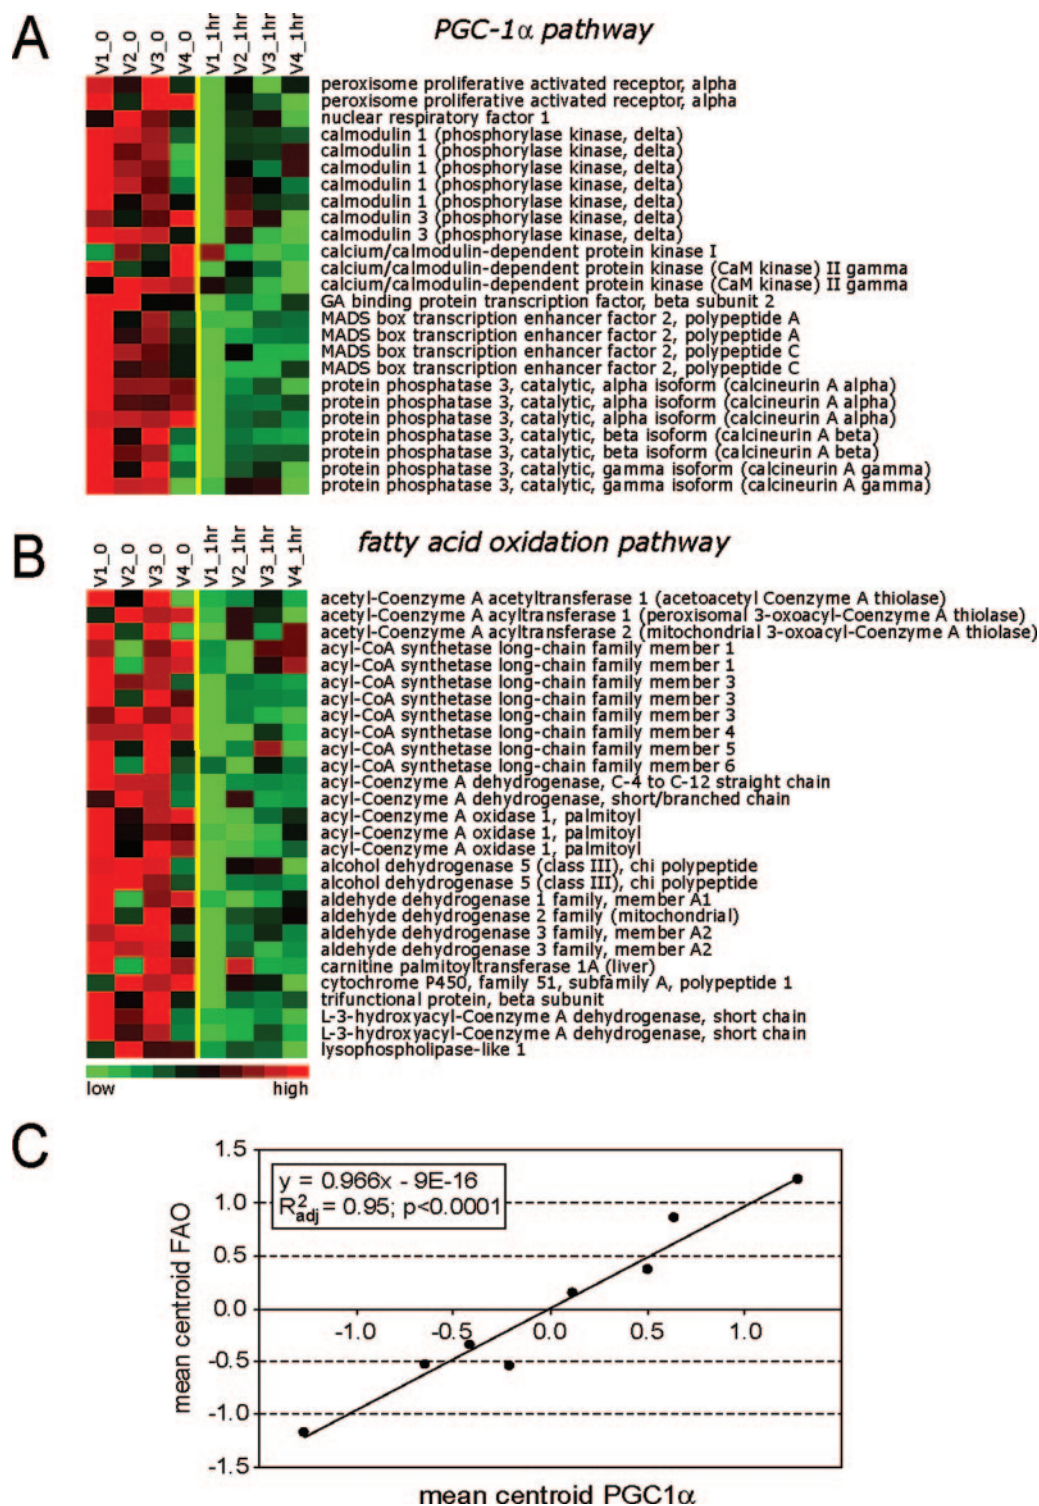 A
PGC-1α pathway
V1_0
V2_0
V3_0
V4_0
V1_1hr
V2_1hr
V3_1hr
V4_1hr
peroxisome proliferative activated receptor, alpha
peroxisome proliferative activated receptor, alpha
nuclear respiratory factor 1
calmodulin 1 (phosphorylase kinase, delta)
calmodulin 1 (phosphorylase kinase, delta)
calmodulin 1 (phosphorylase kinase, delta)
calmodulin 1 (phosphorylase kinase, delta)
calmodulin 1 (phosphorylase kinase, delta)
calmodulin 3 (phosphorylase kinase, delta)
calmodulin 3 (phosphorylase kinase, delta)
calcium/calmodulin-dependent protein kinase I
calcium/calmodulin-dependent protein kinase (CaM kinase) II gamma
calcium/calmodulin-dependent protein kinase (CaM kinase) II gamma
GA binding protein transcription factor, beta subunit 2
MADS box transcription enhancer factor 2, polypeptide A
MADS box transcription enhancer factor 2, polypeptide A
MADS box transcription enhancer factor 2, polypeptide C
MADS box transcription enhancer factor 2, polypeptide C
protein phosphatase 3, catalytic, alpha isoform (calcineurin A alpha)
protein phosphatase 3, catalytic, alpha isoform (calcineurin A alpha)
protein phosphatase 3, catalytic, alpha isoform (calcineurin A alpha)
protein phosphatase 3, catalytic, beta isoform (calcineurin A beta)
protein phosphatase 3, catalytic, beta isoform (calcineurin A beta)
protein phosphatase 3, catalytic, gamma isoform (calcineurin A gamma)
protein phosphatase 3, catalytic, gamma isoform (calcineurin A gamma)
B
fatty acid oxidation pathway
V1_0
V2_0
V3_0
V4_0
V1_1hr
V2_1hr
V3_1hr
V4_1hr
acetyl-Coenzyme A acetyltransferase 1 (acetoacetyl Coenzyme A thiolase)
acetyl-Coenzyme A acyltransferase 1 (peroxisomal 3-oxoacyl-Coenzyme A thiolase)
acetyl-Coenzyme A acyltransferase 2 (mitochondrial 3-oxoacyl-Coenzyme A thiolase)
acyl-CoA synthetase long-chain family member 1
acyl-CoA synthetase long-chain family member 1
acyl-CoA synthetase long-chain family member 3
acyl-CoA synthetase long-chain family member 3
acyl-CoA synthetase long-chain family member 3
acyl-CoA synthetase long-chain family member 4
acyl-CoA synthetase long-chain family member 5
acyl-CoA synthetase long-chain family member 6
acyl-Coenzyme A dehydrogenase, C-4 to C-12 straight chain
acyl-Coenzyme A dehydrogenase, short/branched chain
acyl-Coenzyme A oxidase 1, palmitoyl
acyl-Coenzyme A oxidase 1, palmitoyl
acyl-Coenzyme A oxidase 1, palmitoyl
alcohol dehydrogenase 5 (class III), chi polypeptide
alcohol dehydrogenase 5 (class III), chi polypeptide
aldehyde dehydrogenase 1 family, member A1
aldehyde dehydrogenase 2 family (mitochondrial)
aldehyde dehydrogenase 3 family, member A2
aldehyde dehydrogenase 3 family, member A2
carnitine palmitoyltransferase 1A (liver)
cytochrome P450, family 51, subfamily A, polypeptide 1
trifunctional protein, beta subunit
L-3-hydroxyacyl-Coenzyme A dehydrogenase, short chain
L-3-hydroxyacyl-Coenzyme A dehydrogenase, short chain
lysophospholipase-like 1
low high
C
y = 0.966x - 9E-16
R²adj = 0.95; p<0.0001
mean centroid FAO
1.5
1.0
0.5
0.0
-0.5
-1.0
-1.5
-1.0 -0.5 0.0 0.5 1.0
mean centroid PGC1α